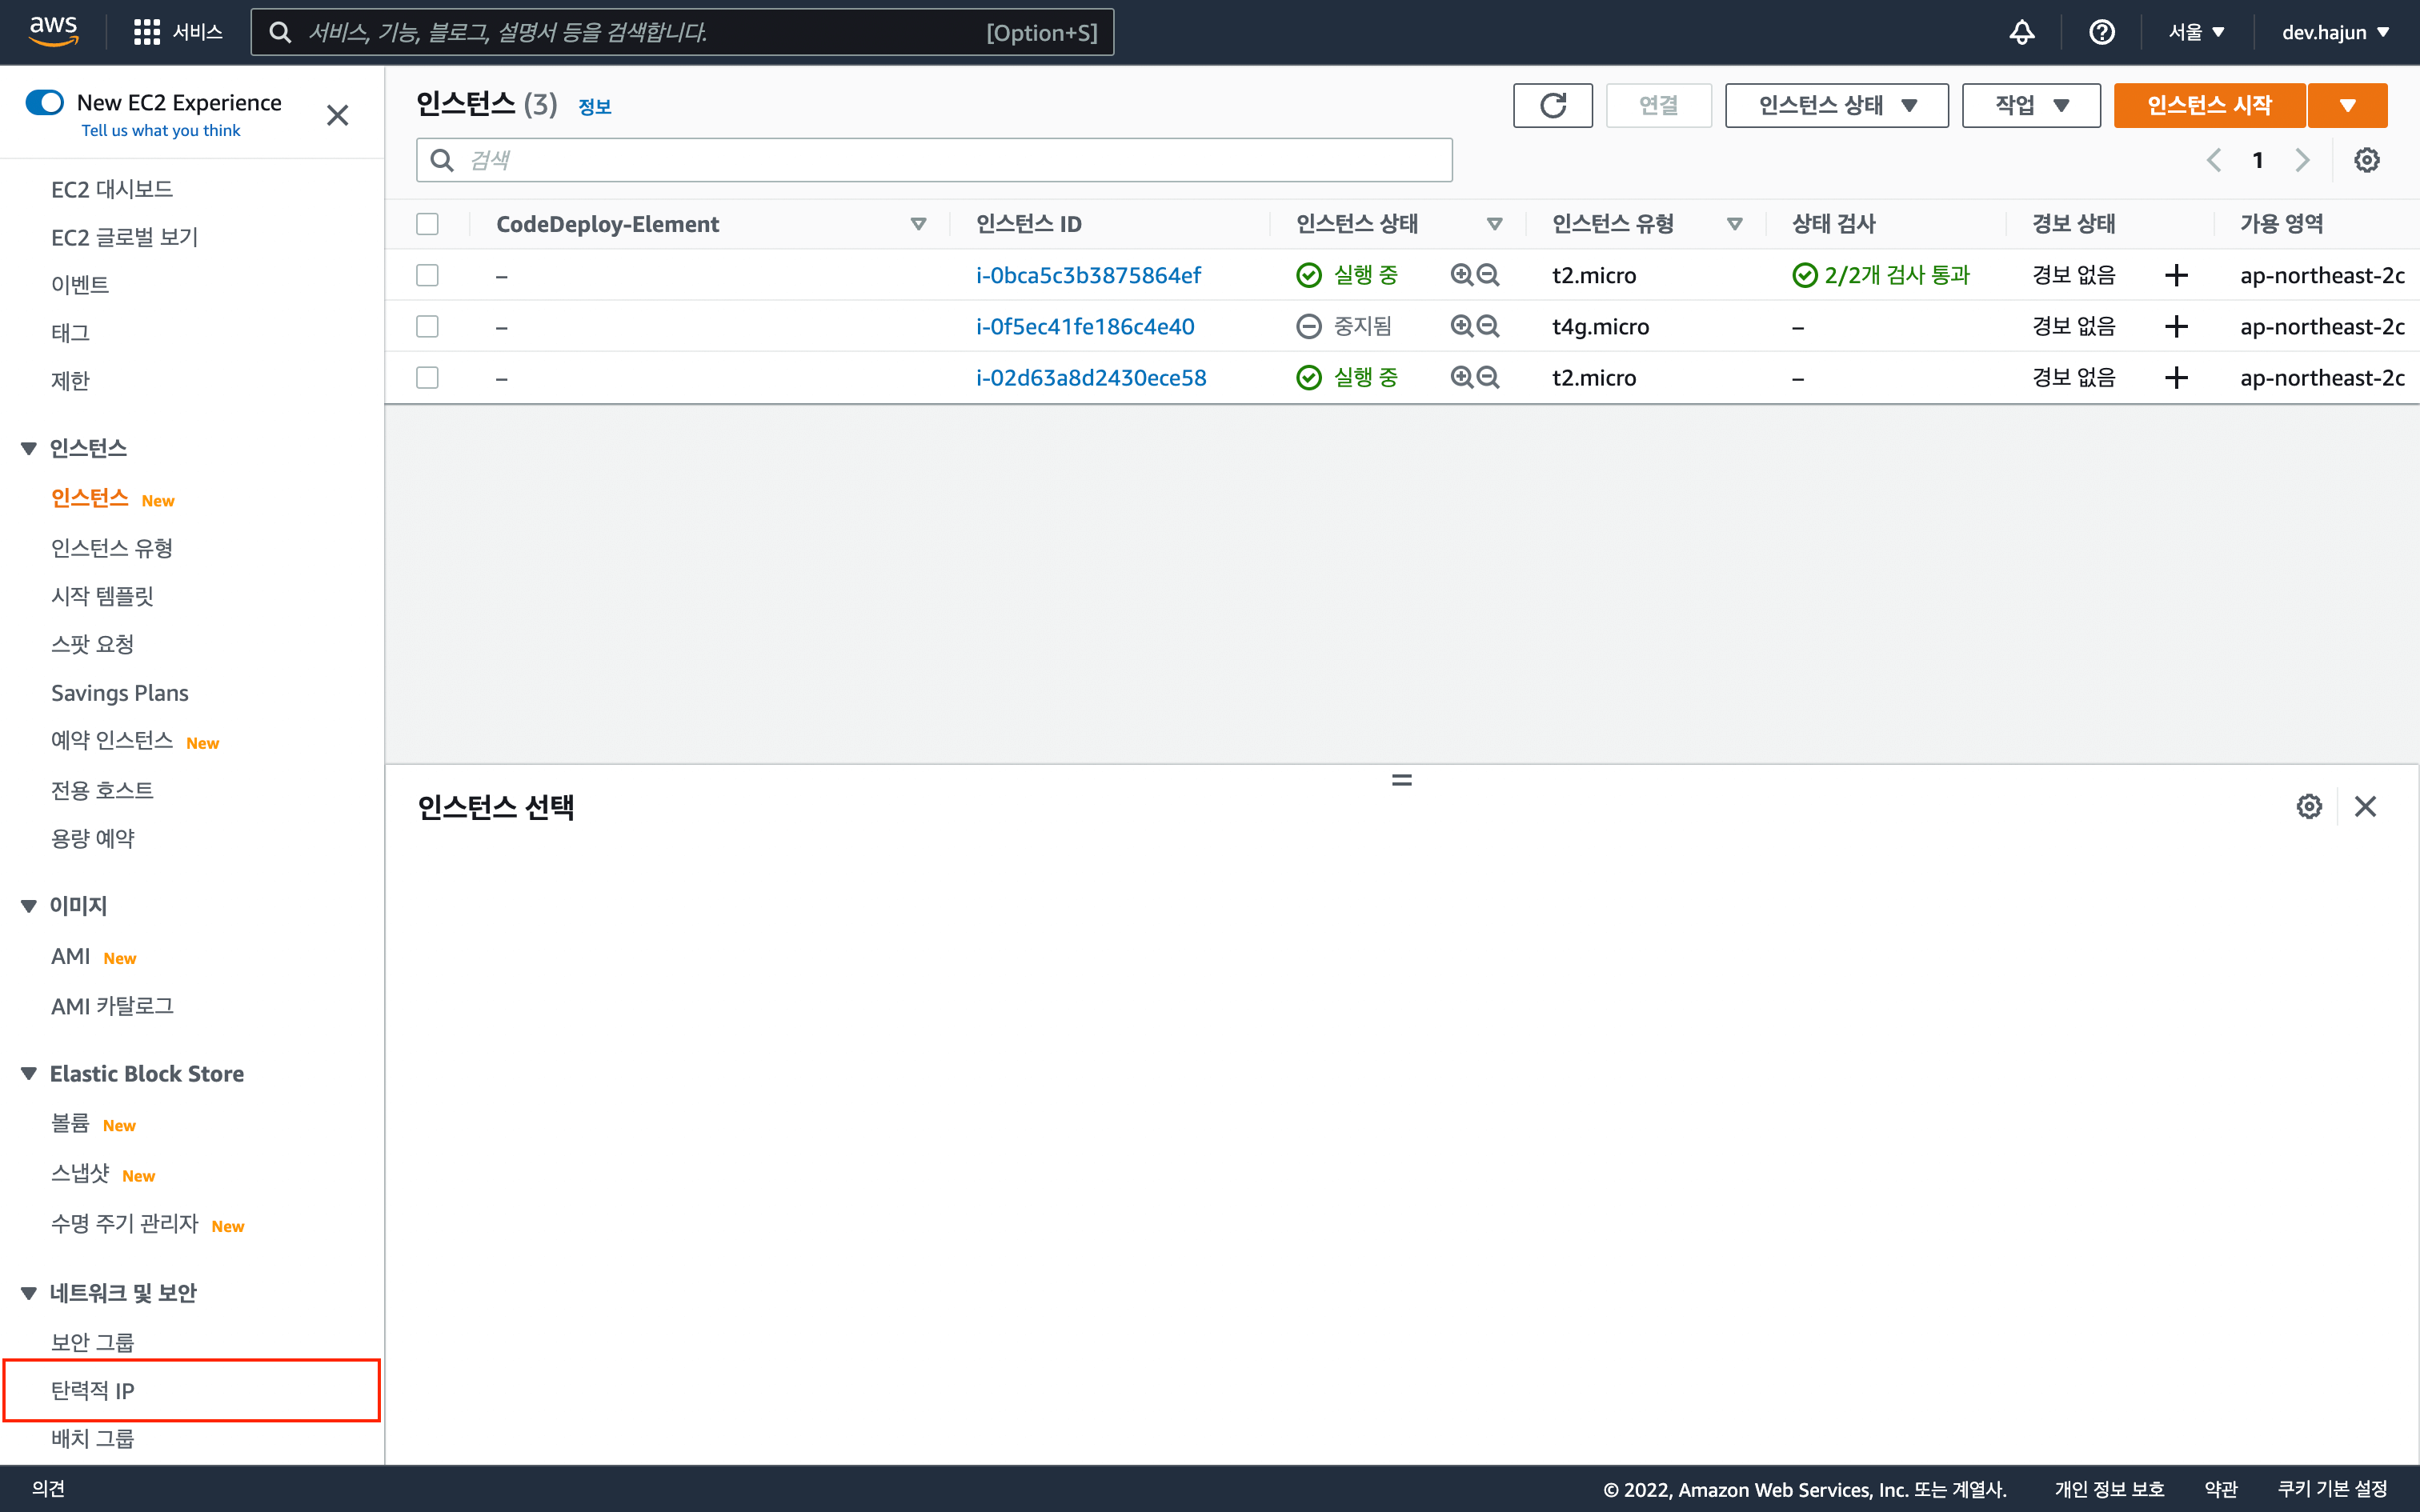 aws 서비스 서비스, 기능, 블로그, 설명서 등을 검색합니다. [Option+S] 서울 dev.hajun
New EC2 Experience
Tell us what you think
EC2 대시보드
EC2 글로벌 보기
이벤트
태그
제한
인스턴스
인스턴스 New
인스턴스 유형
시작 템플릿
스팟 요청
Savings Plans
예약 인스턴스 New
전용 호스트
용량 예약
이미지
AMI New
AMI 카탈로그
Elastic Block Store
볼륨 New
스냅샷 New
수명 주기 관리자 New
네트워크 및 보안
보안 그룹
탄력적 IP
배치 그룹
인스턴스 (3) 정보 연결 인스턴스 상태 작업 인스턴스 시작
검색 1
CodeDeploy-Element 인스턴스 ID 인스턴스 상태 인스턴스 유형 상태 검사 경보 상태 가용 영역
– i-0bca5c3b3875864ef 실행 중 t2.micro 2/2개 검사 통과 경보 없음 ap-northeast-2c
– i-0f5ec41fe186c4e40 중지됨 t4g.micro – 경보 없음 ap-northeast-2c
– i-02d63a8d2430ece58 실행 중 t2.micro – 경보 없음 ap-northeast-2c
인스턴스 선택
의견 © 2022, Amazon Web Services, Inc. 또는 계열사. 개인 정보 보호 약관 쿠키 기본 설정